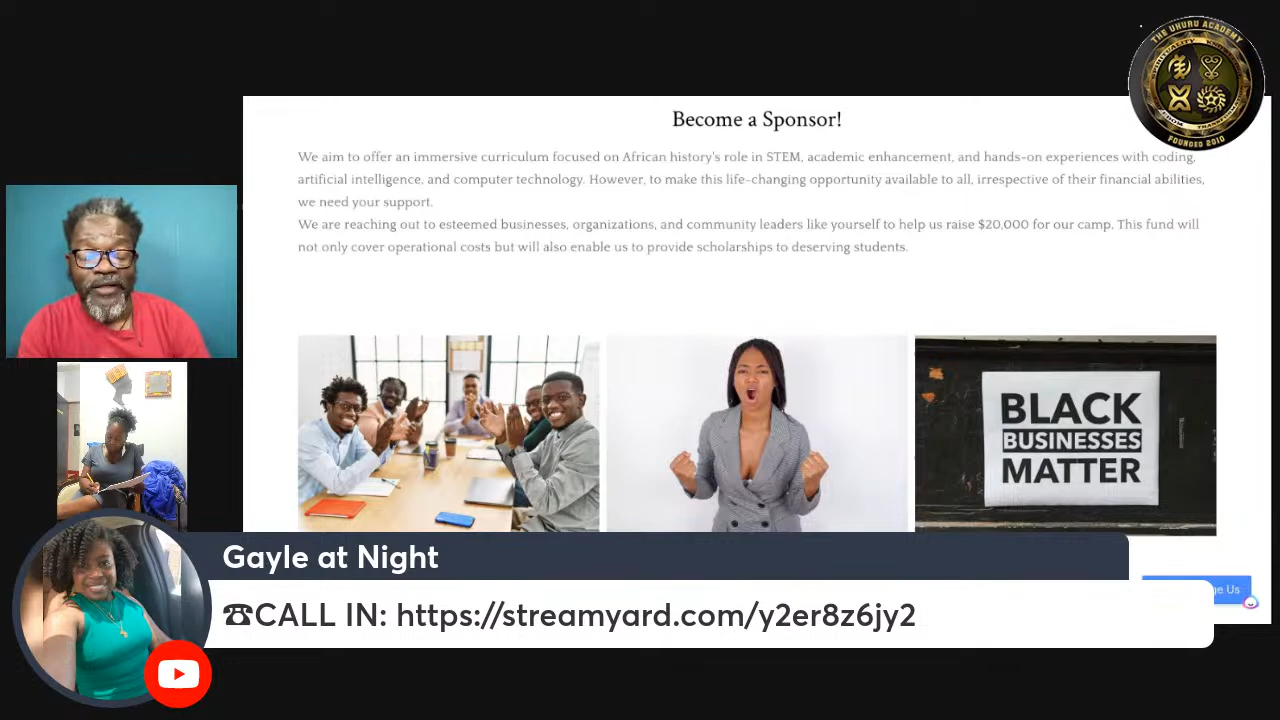 THE UHURU ACADEMY
FOUNDED 2010
Become a Sponsor!
We aim to offer an immersive curriculum focused on African history's role in STEM, academic enhancement, and hands-on experiences with coding,
artificial intelligence, and computer technology. However, to make this life-changing opportunity available to all, irrespective of their financial abilities,
we need your support.
We are reaching out to esteemed businesses, organizations, and community leaders like yourself to help us raise $20,000 for our camp. This fund will
not only cover operational costs but will also enable us to provide scholarships to deserving students.
BLACK
BUSINESSES
MATTER
Gayle at Night
☎CALL IN: https://streamyard.com/y2er8z6jy2
Us